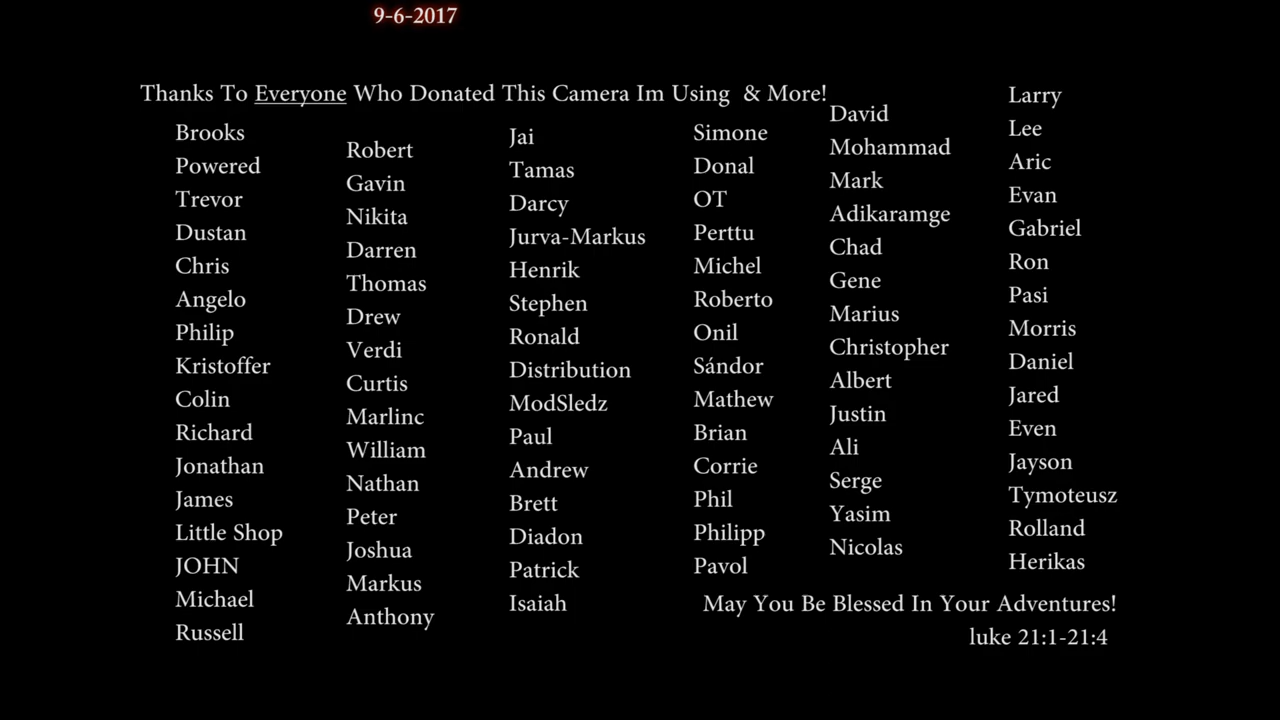 9-6-2017
Thanks To Everyone Who Donated This Camera Im Using & More!
Brooks
Powered
Trevor
Dustan
Chris
Angelo
Philip
Kristoffer
Colin
Richard
Jonathan
James
Little Shop
JOHN
Michael
Russell
Robert
Gavin
Nikita
Darren
Thomas
Drew
Verdi
Curtis
Marlinc
William
Nathan
Peter
Joshua
Markus
Anthony
Jai
Tamas
Darcy
Jurva-Markus
Henrik
Stephen
Ronald
Distribution
ModSledz
Paul
Andrew
Brett
Diadon
Patrick
Isaiah
Simone
Donal
OT
Perttu
Michel
Roberto
Onil
Sándor
Mathew
Brian
Corrie
Phil
Philipp
Pavol
David
Mohammad
Mark
Adikaramge
Chad
Gene
Marius
Christopher
Albert
Justin
Ali
Serge
Yasim
Nicolas
Larry
Lee
Aric
Evan
Gabriel
Ron
Pasi
Morris
Daniel
Jared
Even
Jayson
Tymoteusz
Rolland
Herikas
May You Be Blessed In Your Adventures!
luke 21:1-21:4